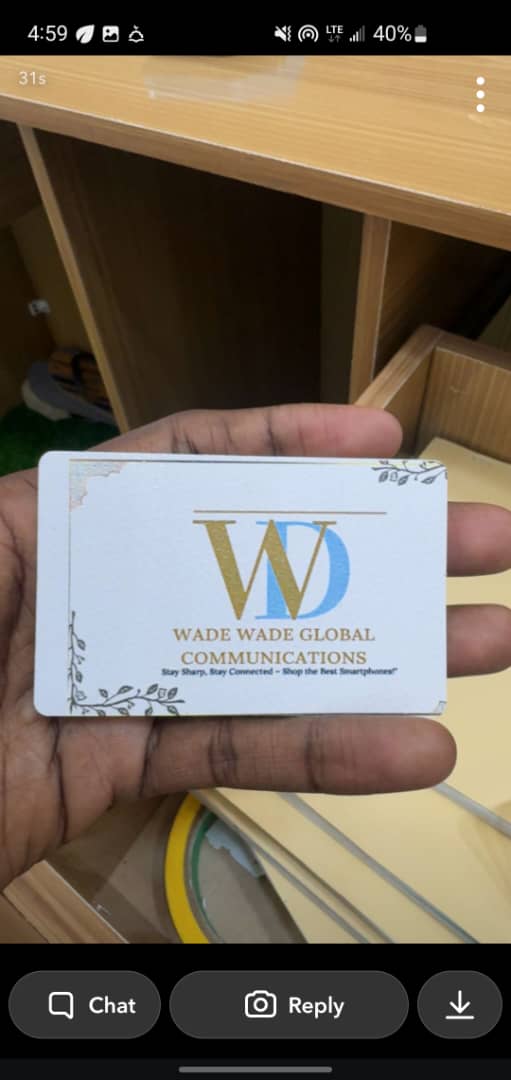 4:59
LTE
40%
31s
WD
WADE WADE GLOBAL
COMMUNICATIONS
Stay Sharp, Stay Connected – Shop the Best Smartphones!"
Chat
Reply